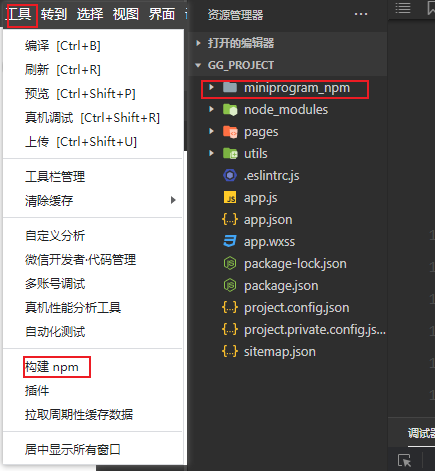 工具 转到 选择 视图 界面
编译 [Ctrl+B]
刷新 [Ctrl+R]
预览 [Ctrl+Shift+P]
真机调试 [Ctrl+Shift+R]
上传 [Ctrl+Shift+U]
工具栏管理
清除缓存
自定义分析
微信开发者·代码管理
多账号调试
真机性能分析工具
自动化测试
构建 npm
插件
拉取周期性缓存数据
居中显示所有窗口
资源管理器
打开的编辑器
GG_PROJECT
miniprogram_npm
node_modules
pages
utils
.eslintrc.js
app.js
app.json
app.wxss
package-lock.json
package.json
project.config.json
project.private.config.js...
sitemap.json
调试器